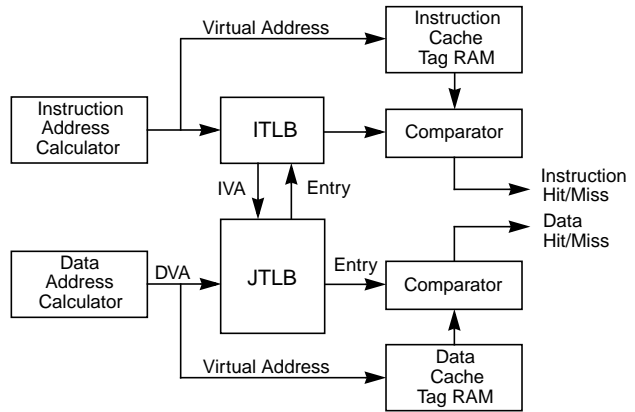 Virtual Address
Instruction
Cache
Tag RAM
Instruction
Address
Calculator
ITLB
Comparator
IVA
Entry
Instruction
Hit/Miss
Data
Hit/Miss
Data
Address
Calculator
DVA
JTLB
Entry
Comparator
Virtual Address
Data
Cache
Tag RAM